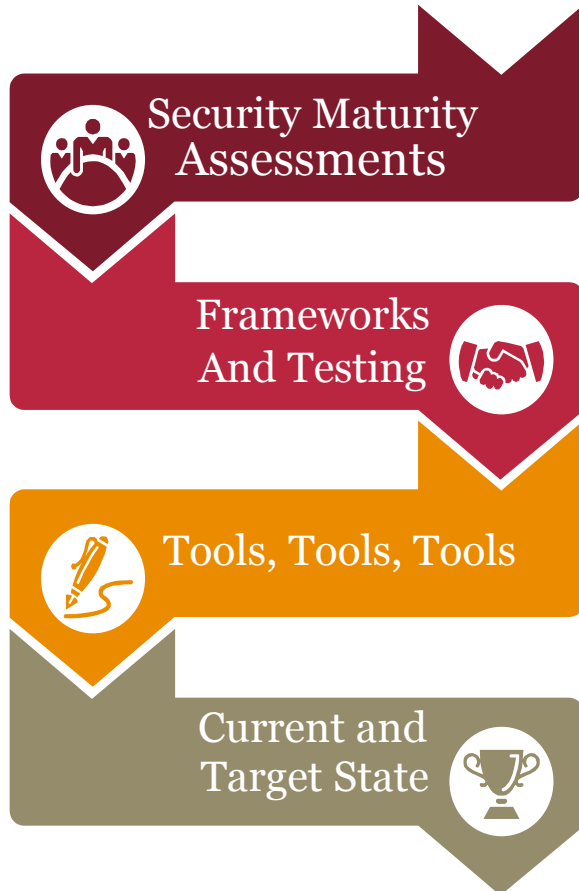 Security Maturity
Assessments
Frameworks
And Testing
Tools, Tools, Tools
Current and
Target State